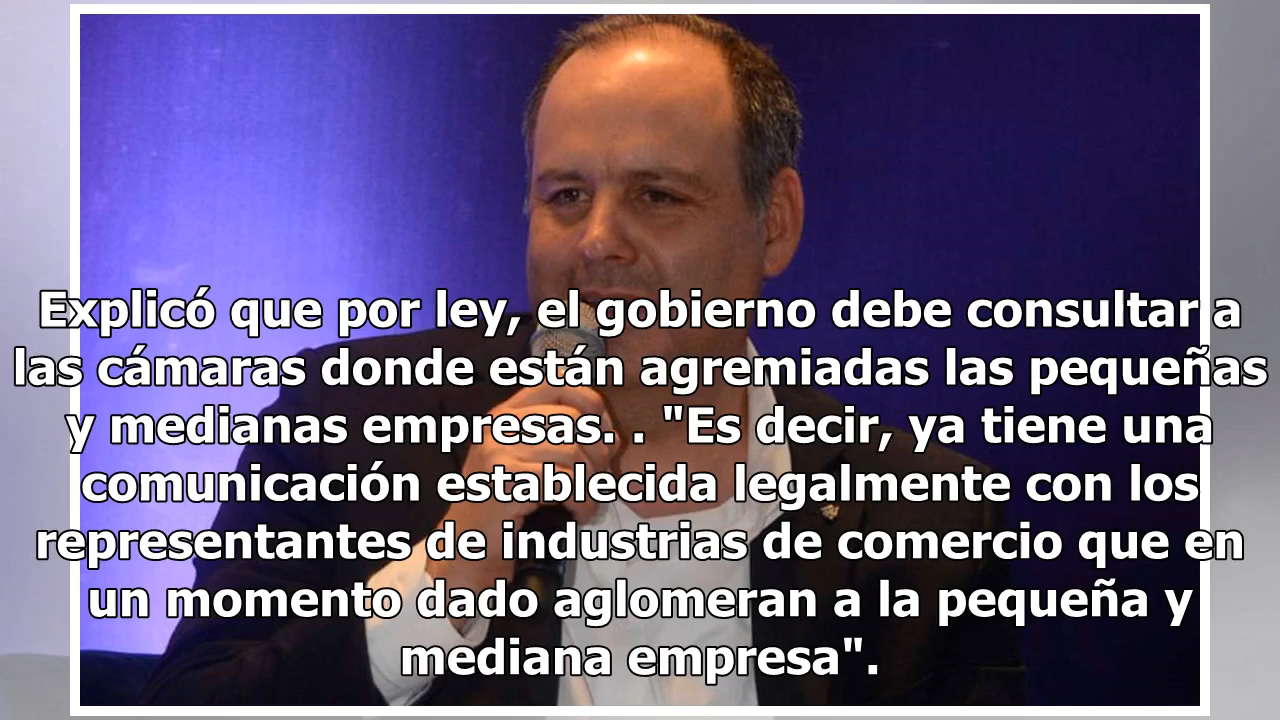 Explicó que por ley, el gobierno debe consultar a
las cámaras donde están agremiadas las pequeñas
y medianas empresas. . "Es decir, ya tiene una
comunicación establecida legalmente con los
representantes de industrias de comercio que en
un momento dado aglomeran a la pequeña y
mediana empresa".